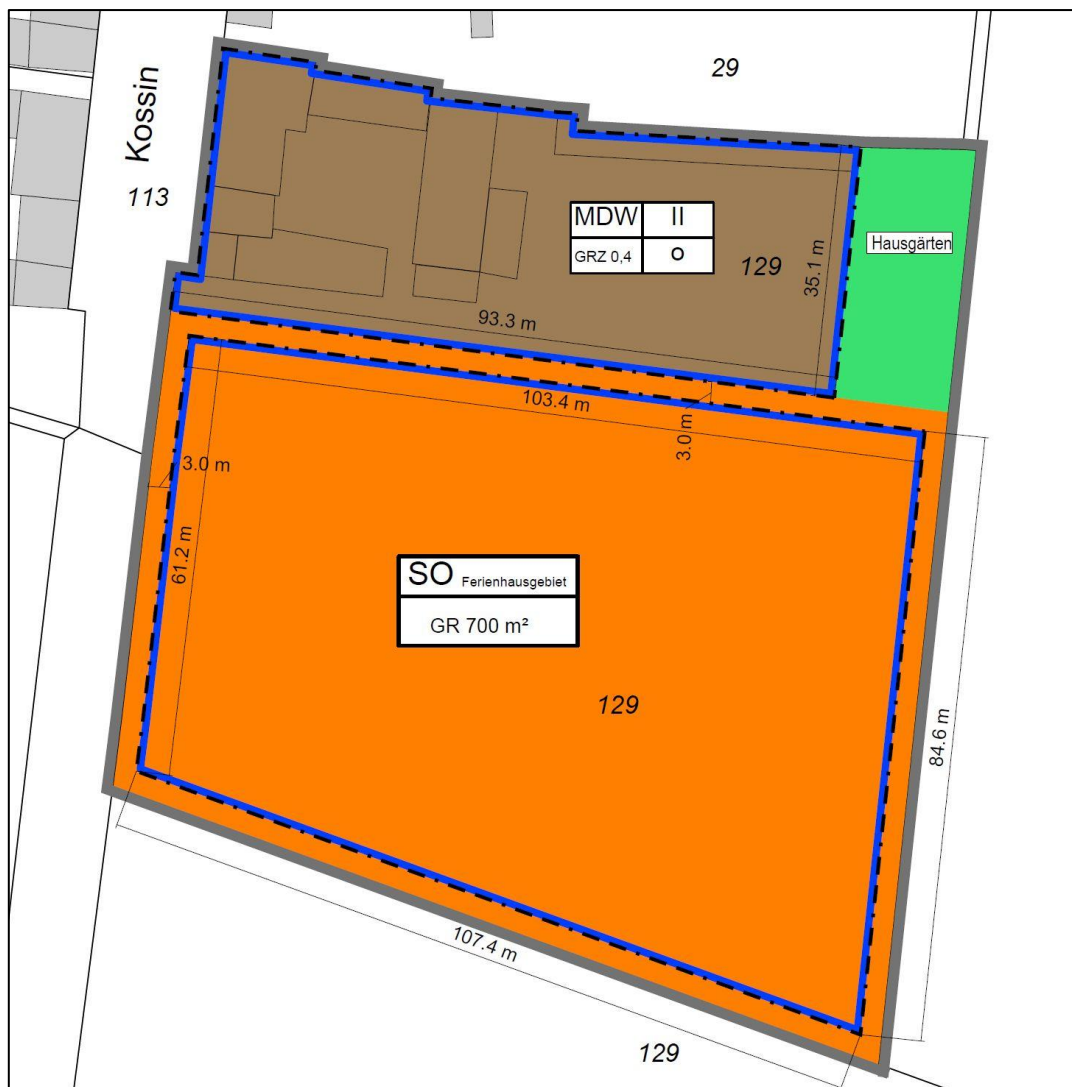 29
Kossin
113
MDW II
GRZ 0,4 o
129
35.1 m
Hausgärten
93.3 m
103.4 m
3.0 m
3.0 m
61.2 m
SO Ferienhausgebiet
GR 700 m²
129
84.6 m
107.4 m
129